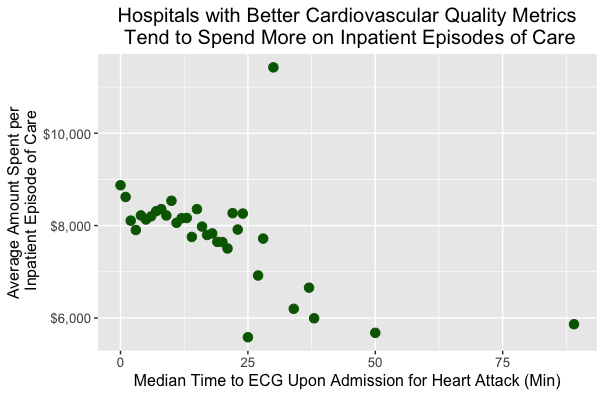 Hospitals with Better Cardiovascular Quality Metrics
Tend to Spend More on Inpatient Episodes of Care
Average Amount Spent per
Inpatient Episode of Care
$10,000
$8,000
$6,000
0
25
50
75
Median Time to ECG Upon Admission for Heart Attack (Min)